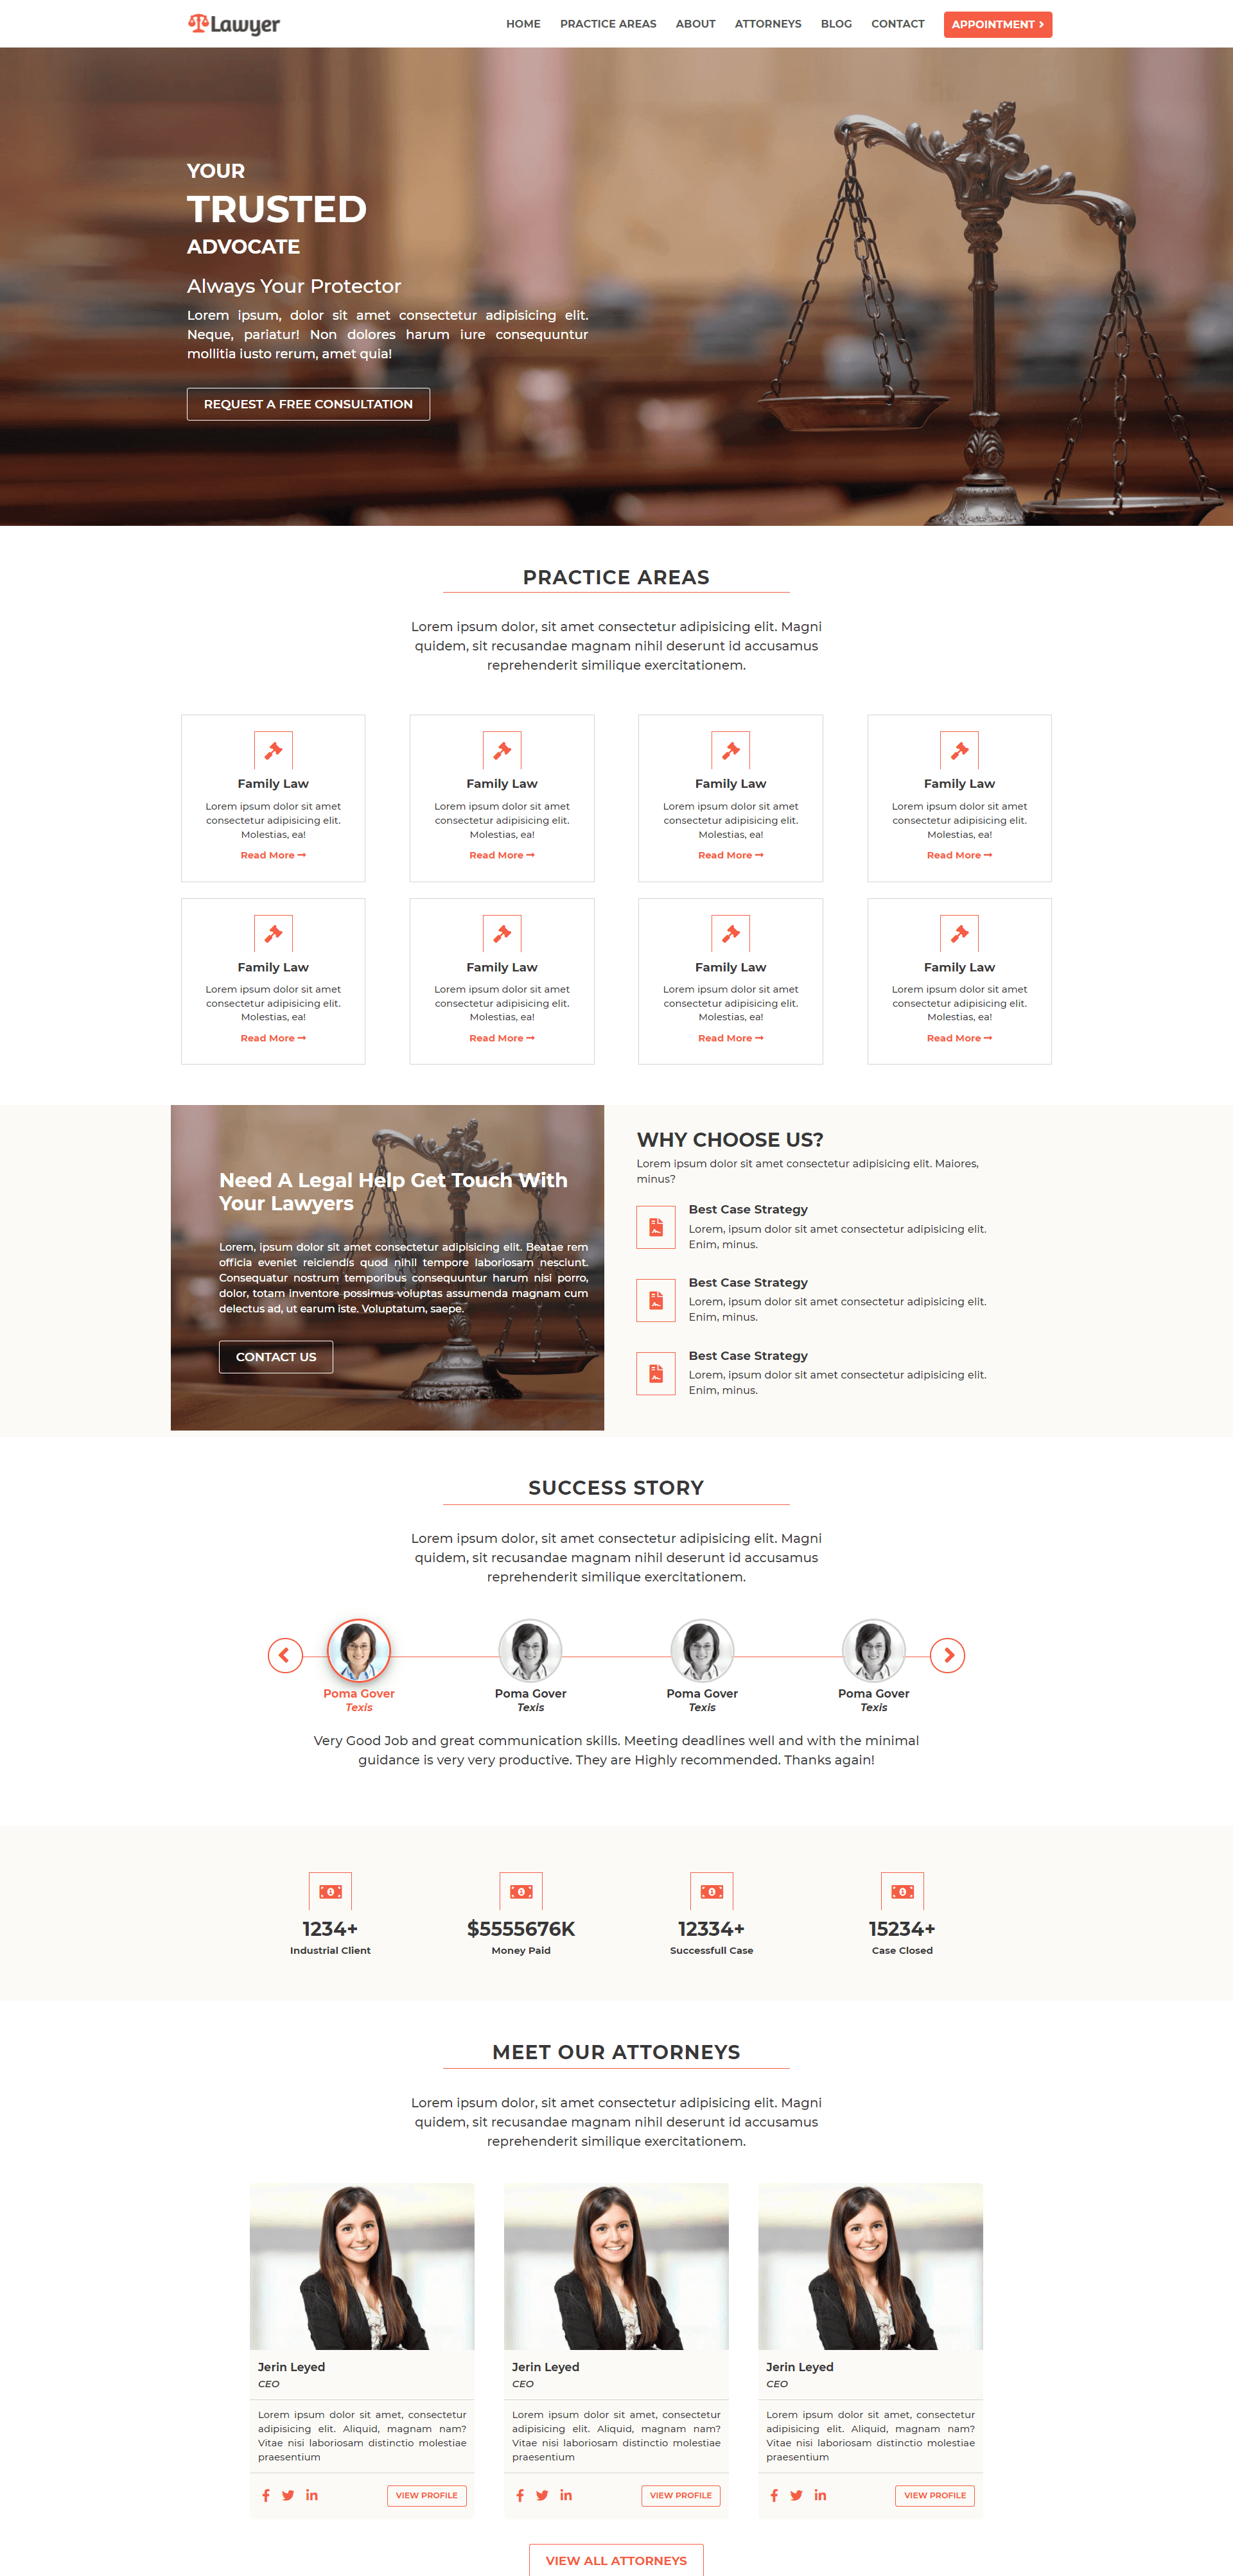 Lawyer
HOME PRACTICE AREAS ABOUT ATTORNEYS BLOG CONTACT APPOINTMENT
YOUR
TRUSTED
ADVOCATE
Always Your Protector
Lorem ipsum, dolor sit amet consectetur adipisicing elit.
Neque, pariatur! Non dolores harum iure consequuntur
mollitia iusto rerum, amet quia!
REQUEST A FREE CONSULTATION
PRACTICE AREAS
Lorem ipsum dolor, sit amet consectetur adipisicing elit. Magni
quidem, sit recusandae magnam nihil deserunt id accusamus
reprehenderit similique exercitationem.
Family Law
Lorem ipsum dolor sit amet
consectetur adipisicing elit.
Molestias, ea!
Read More
Family Law
Lorem ipsum dolor sit amet
consectetur adipisicing elit.
Molestias, ea!
Read More
Family Law
Lorem ipsum dolor sit amet
consectetur adipisicing elit.
Molestias, ea!
Read More
Family Law
Lorem ipsum dolor sit amet
consectetur adipisicing elit.
Molestias, ea!
Read More
Family Law
Lorem ipsum dolor sit amet
consectetur adipisicing elit.
Molestias, ea!
Read More
Family Law
Lorem ipsum dolor sit amet
consectetur adipisicing elit.
Molestias, ea!
Read More
Family Law
Lorem ipsum dolor sit amet
consectetur adipisicing elit.
Molestias, ea!
Read More
Family Law
Lorem ipsum dolor sit amet
consectetur adipisicing elit.
Molestias, ea!
Read More
Need A Legal Help Get Touch With
Your Lawyers
Lorem, ipsum dolor sit amet consectetur adipisicing elit. Beatae rem
officia eveniet reiciendis quod nihil tempore laboriosam nesciunt.
Consequatur nostrum temporibus consequuntur harum nisi porro,
dolor, totam inventore possimus voluptas assumenda magnam cum
delectus ad, ut earum iste. Voluptatum, saepe.
CONTACT US
WHY CHOOSE US?
Lorem ipsum dolor sit amet consectetur adipisicing elit. Maiores,
minus?
Best Case Strategy
Lorem, ipsum dolor sit amet consectetur adipisicing elit.
Enim, minus.
Best Case Strategy
Lorem, ipsum dolor sit amet consectetur adipisicing elit.
Enim, minus.
Best Case Strategy
Lorem, ipsum dolor sit amet consectetur adipisicing elit.
Enim, minus.
SUCCESS STORY
Lorem ipsum dolor, sit amet consectetur adipisicing elit. Magni
quidem, sit recusandae magnam nihil deserunt id accusamus
reprehenderit similique exercitationem.
Poma Gover
Texis
Poma Gover
Texis
Poma Gover
Texis
Poma Gover
Texis
Very Good Job and great communication skills. Meeting deadlines well and with the minimal
guidance is very very productive. They are Highly recommended. Thanks again!
1234+
Industrial Client
$5555676K
Money Paid
12334+
Successfull Case
15234+
Case Closed
MEET OUR ATTORNEYS
Lorem ipsum dolor, sit amet consectetur adipisicing elit. Magni
quidem, sit recusandae magnam nihil deserunt id accusamus
reprehenderit similique exercitationem.
Jerin Leyed
CEO
Lorem ipsum dolor sit amet, consectetur
adipisicing elit. Aliquid, magnam nam?
Vitae nisi laboriosam distinctio molestiae
praesentium
VIEW PROFILE
Jerin Leyed
CEO
Lorem ipsum dolor sit amet, consectetur
adipisicing elit. Aliquid, magnam nam?
Vitae nisi laboriosam distinctio molestiae
praesentium
VIEW PROFILE
Jerin Leyed
CEO
Lorem ipsum dolor sit amet, consectetur
adipisicing elit. Aliquid, magnam nam?
Vitae nisi laboriosam distinctio molestiae
praesentium
VIEW PROFILE
VIEW ALL ATTORNEYS